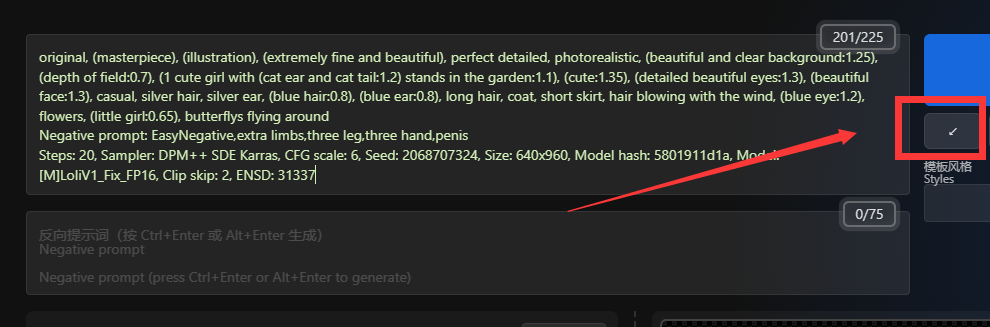 201/225
original, (masterpiece), (illustration), (extremely fine and beautiful), perfect detailed, photorealistic, (beautiful and clear background:1.25),
(depth of field:0.7), (1 cute girl with (cat ear and cat tail:1.2) stands in the garden:1.1), (cute:1.35), (detailed beautiful eyes:1.3), (beautiful
face:1.3), casual, silver hair, silver ear, (blue hair:0.8), (blue ear:0.8), long hair, coat, short skirt, hair blowing with the wind, (blue eye:1.2),
flowers, (little girl:0.65), butterflys flying around
Negative prompt: EasyNegative,extra limbs,three leg,three hand,penis
Steps: 20, Sampler: DPM++ SDE Karras, CFG scale: 6, Seed: 2068707324, Size: 640x960, Model hash: 5801911d1a, Model:
[M]LoliV1_Fix_FP16, Clip skip: 2, ENSD: 31337
↙
模板风格
Styles
0/75
反向提示词（按 Ctrl+Enter 或 Alt+Enter 生成）
Negative prompt
Negative prompt (press Ctrl+Enter or Alt+Enter to generate)